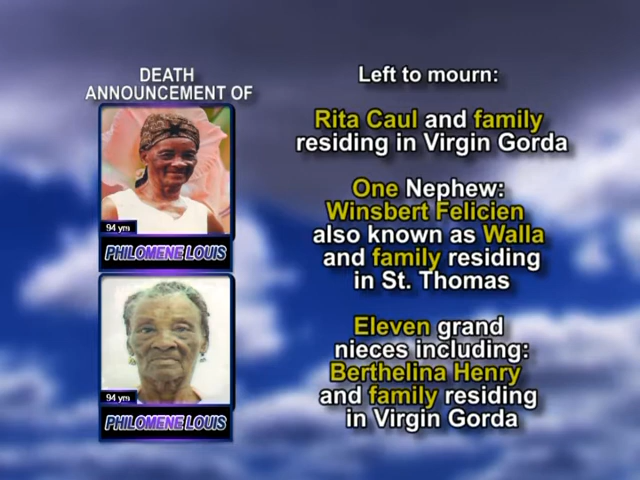 DEATH
ANNOUNCEMENT OF
94 yrs
PHILOMENE LOUIS
94 yrs
PHILOMENE LOUIS
Left to mourn:
Rita Caul and family
residing in Virgin Gorda
One Nephew:
Winsbert Felicien
also known as Walla
and family residing
in St. Thomas
Eleven grand
nieces including:
Berthelina Henry
and family residing
in Virgin Gorda